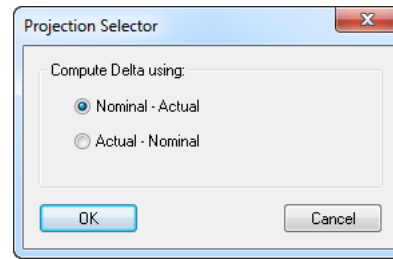 Projection Selector
Compute Delta using:
Nominal - Actual
Actual - Nominal
OK
Cancel